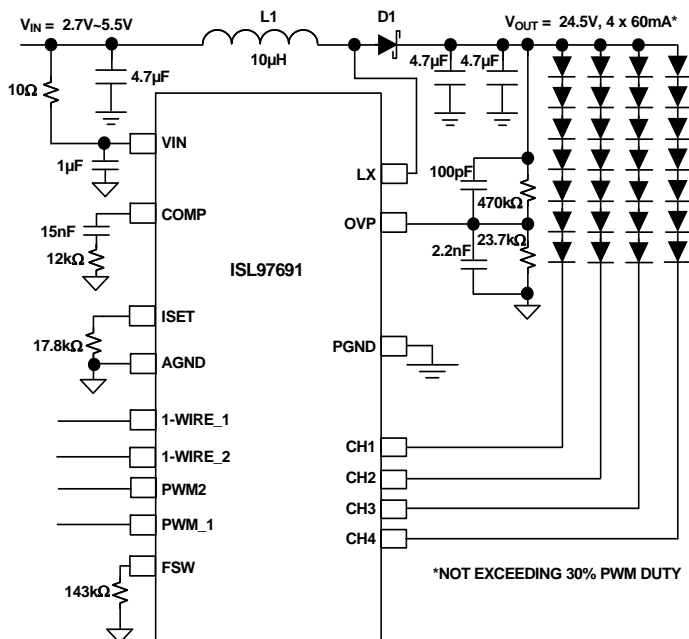 V_IN = 2.7V~5.5V
L1
D1
V_OUT = 24.5V, 4 x 60mA*
10µH
4.7µF
4.7µF
4.7µF
10Ω
VIN
1µF
LX
100pF
470kΩ
COMP
OVP
15nF
23.7kΩ
12kΩ
2.2nF
ISL97691
ISET
17.8kΩ
PGND
AGND
1-WIRE_1
CH1
1-WIRE_2
CH2
PWM2
CH3
PWM_1
CH4
FSW
*NOT EXCEEDING 30% PWM DUTY
143kΩ